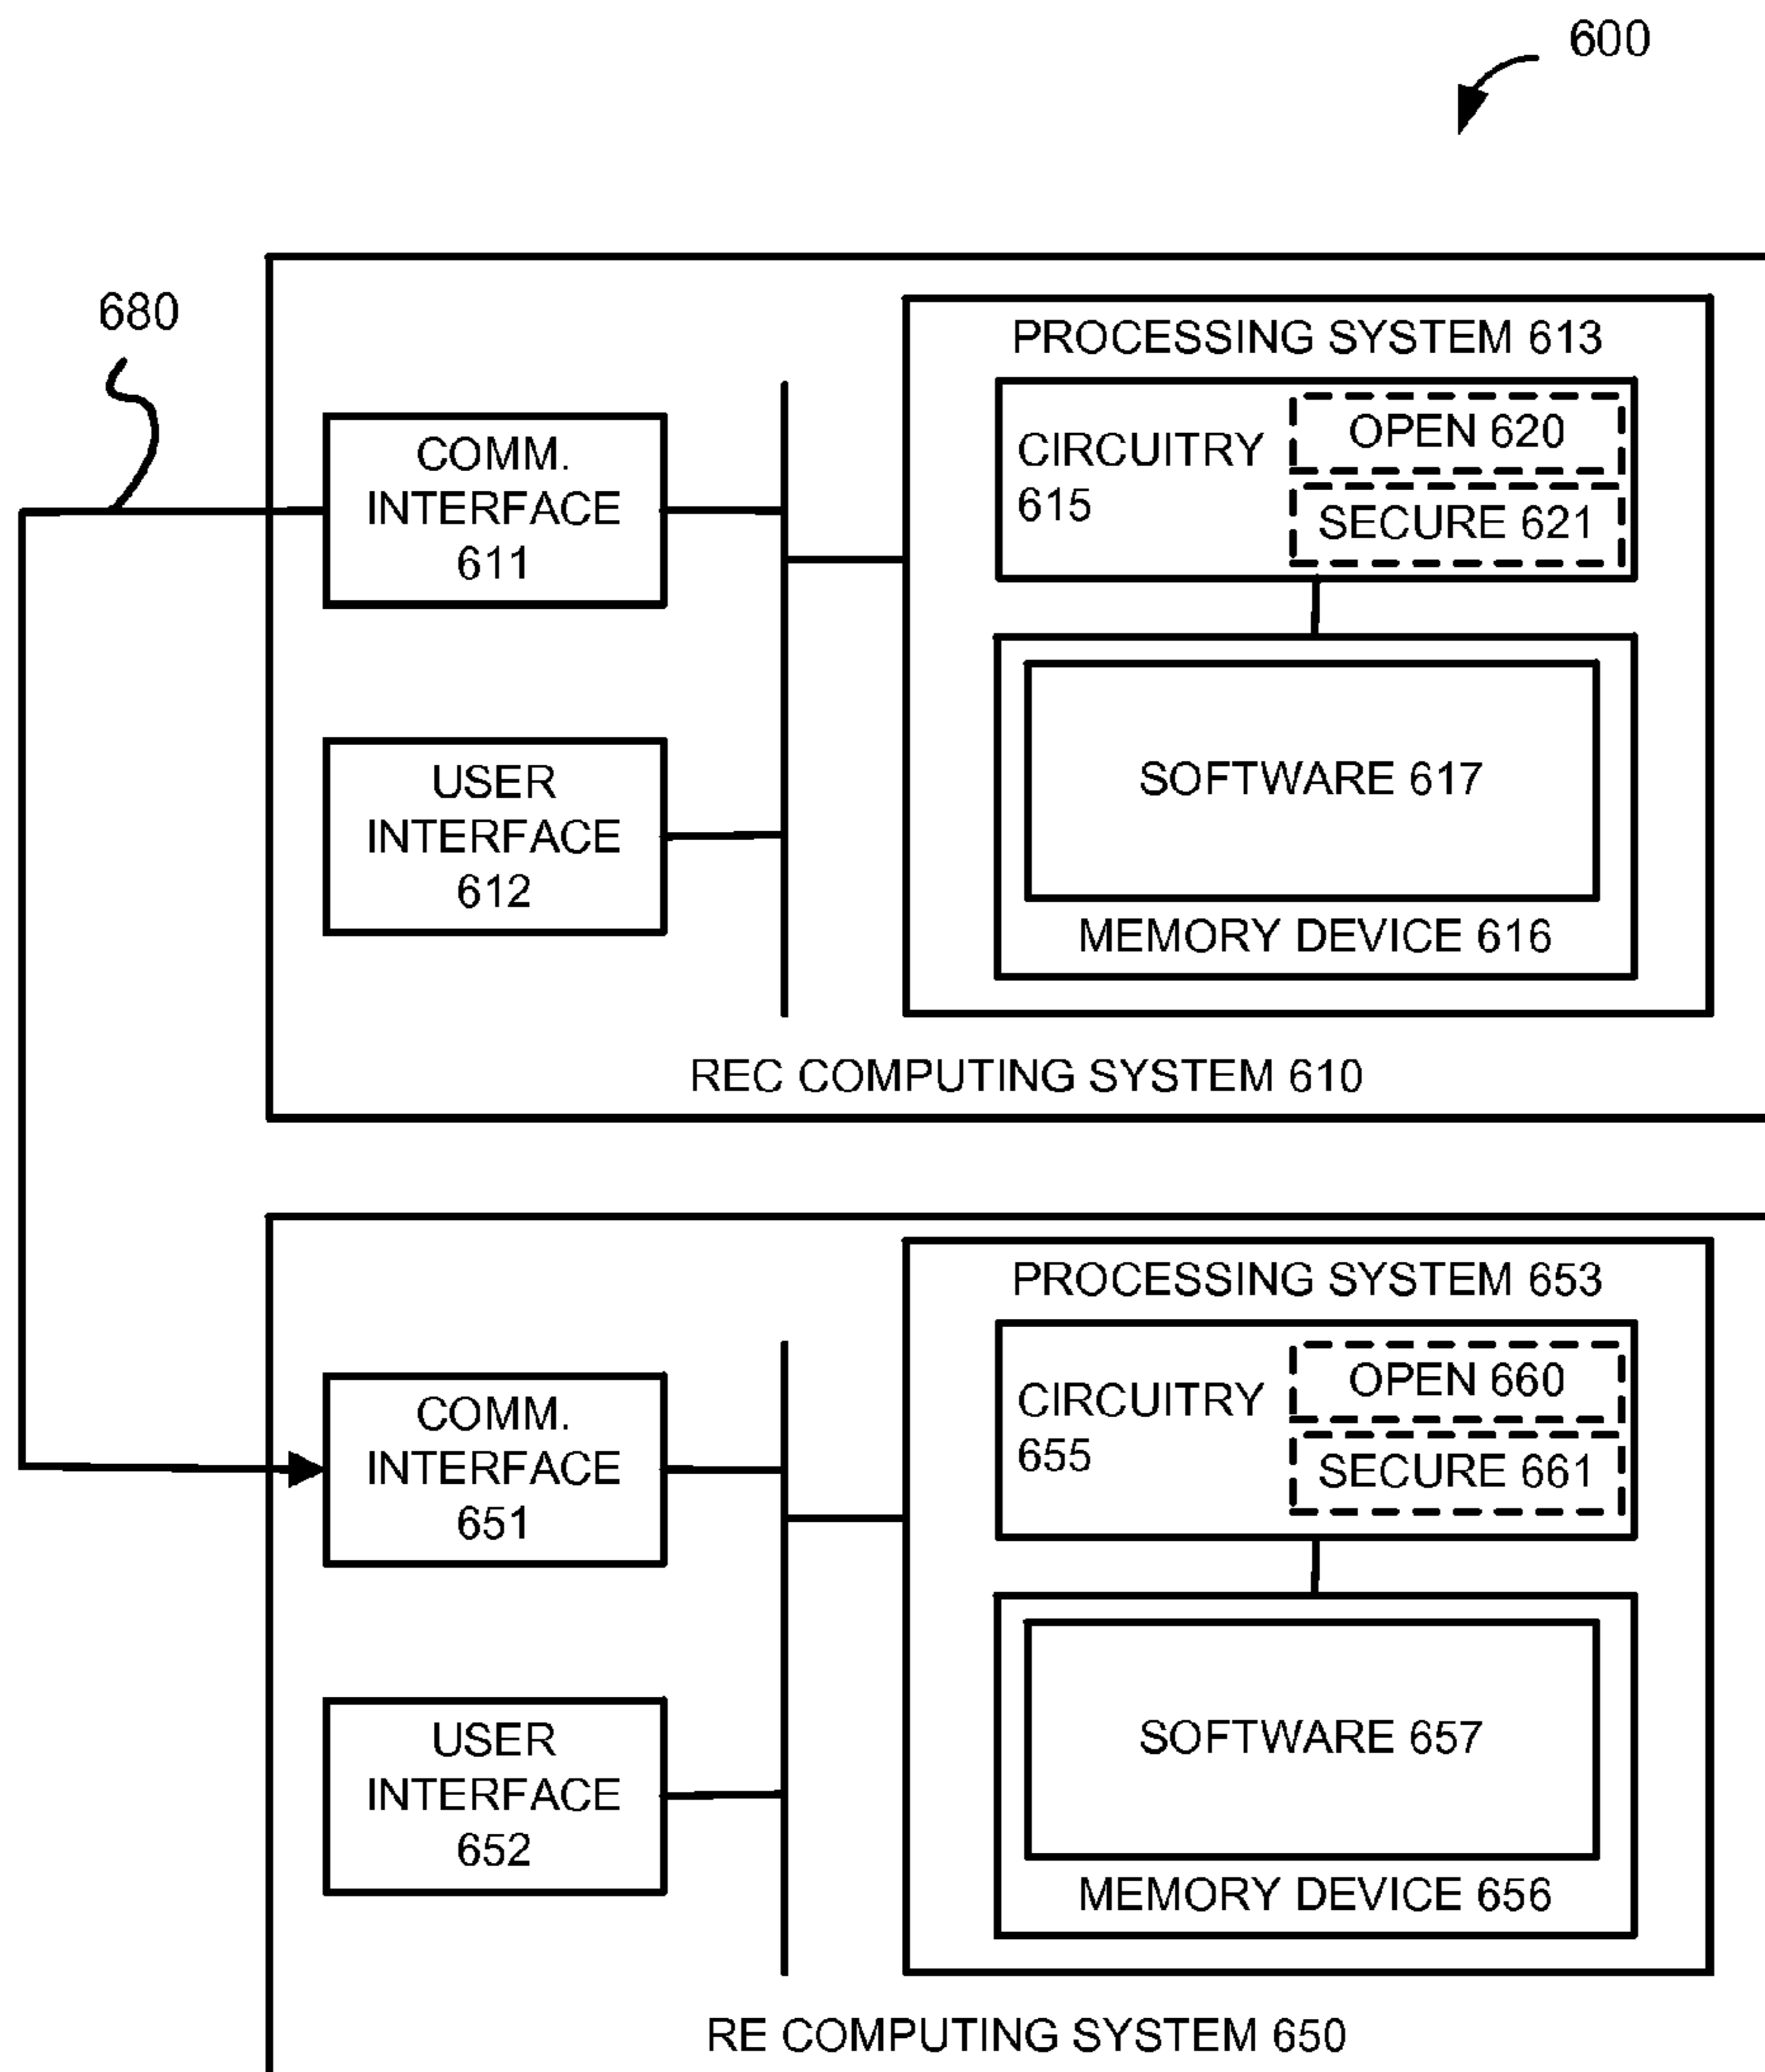 600
680
PROCESSING SYSTEM 613
COMM.
INTERFACE
611
CIRCUITRY
615
OPEN 620
SECURE 621
USER
INTERFACE
612
SOFTWARE 617
MEMORY DEVICE 616
REC COMPUTING SYSTEM 610
PROCESSING SYSTEM 653
COMM.
INTERFACE
651
CIRCUITRY
655
OPEN 660
SECURE 661
USER
INTERFACE
652
SOFTWARE 657
MEMORY DEVICE 656
RE COMPUTING SYSTEM 650